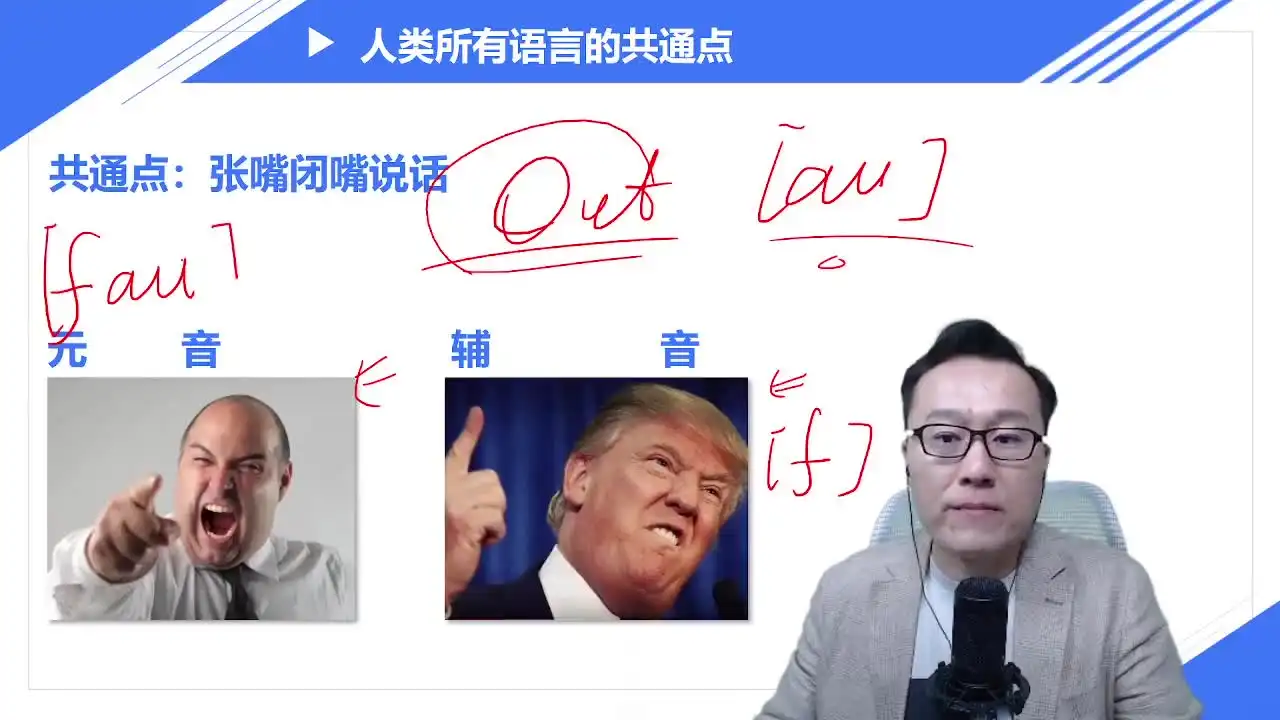 人类所有语言的共通点
共通点：张嘴闭嘴说话
Out [au]
[fau]
元 音 辅 音
[f]